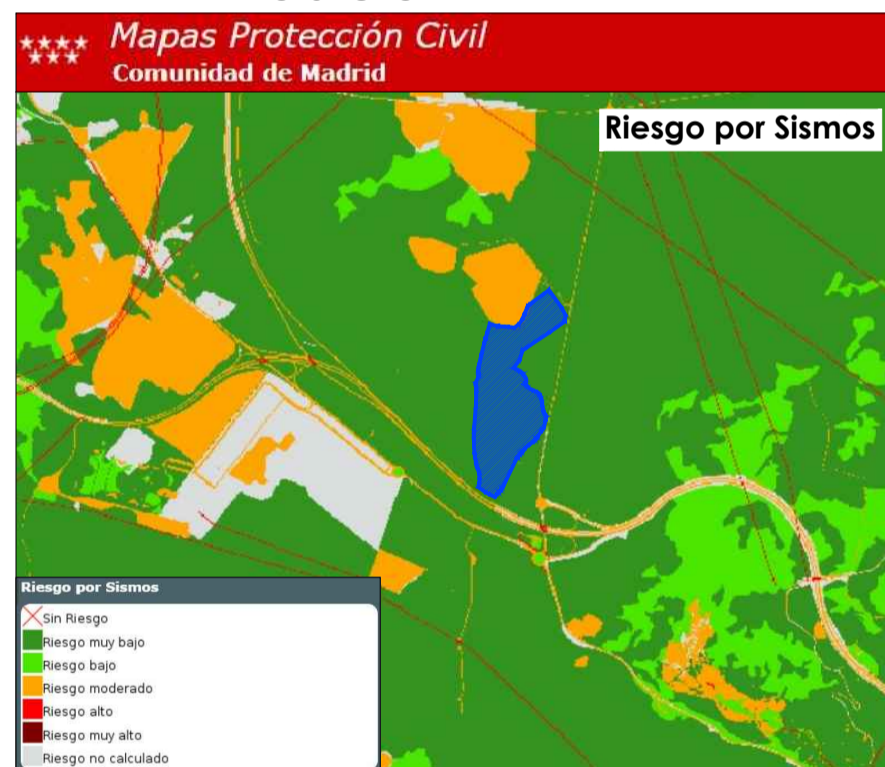 Mapas Protección Civil
Comunidad de Madrid
Riesgo por Sismos
Riesgo por Sismos
Sin Riesgo
Riesgo muy bajo
Riesgo bajo
Riesgo moderado
Riesgo alto
Riesgo muy alto
Riesgo no calculado